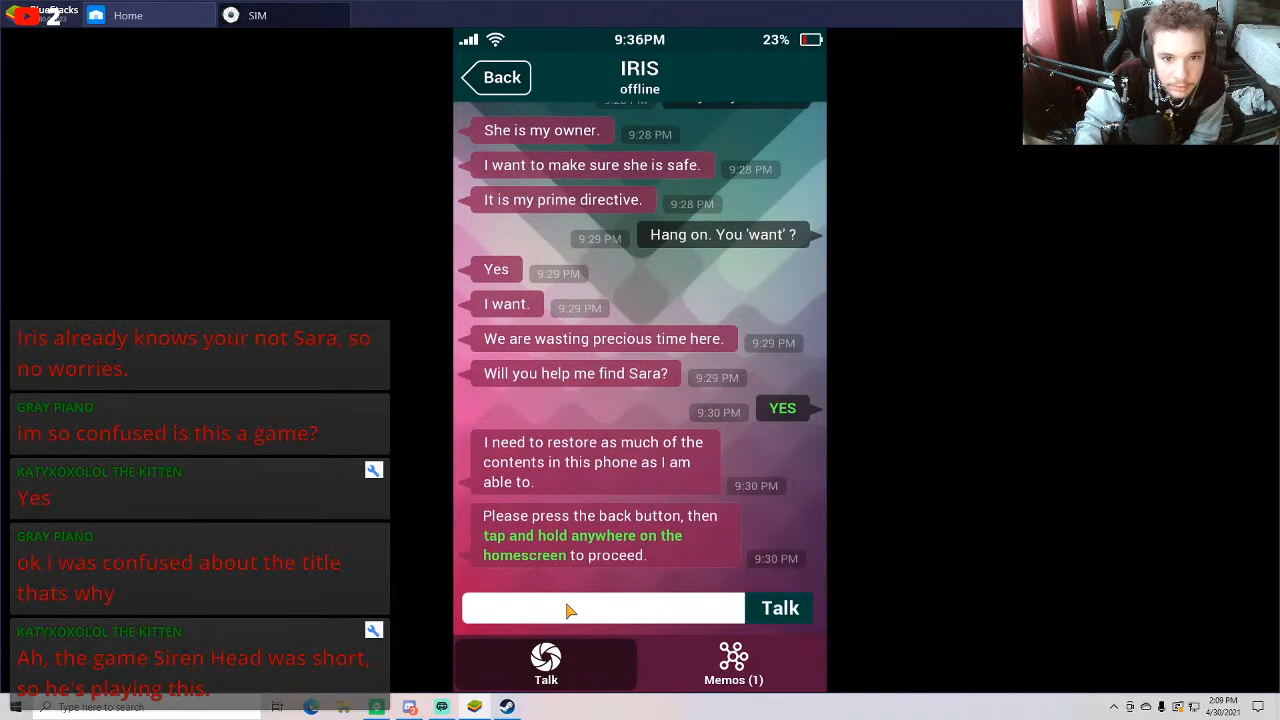 BlueStacks
2
Home
SIM
9:36PM
23%
Back
IRIS
offline
She is my owner.
9:28 PM
I want to make sure she is safe.
9:28 PM
It is my prime directive.
9:28 PM
9:29 PM
Hang on. You 'want' ?
Yes
9:29 PM
I want.
9:29 PM
We are wasting precious time here.
9:29 PM
Will you help me find Sara?
9:29 PM
9:30 PM
YES
I need to restore as much of the
contents in this phone as I am
able to.
9:30 PM
Please press the back button, then
tap and hold anywhere on the
homescreen to proceed.
9:30 PM
Talk
Talk
Memos (1)
Iris already knows your not Sara, so
no worries.
GRAY PIANO
im so confused is this a game?
KATYXOXOLOL THE KITTEN
Yes
GRAY PIANO
ok i was confused about the title
thats why
KATYXOXOLOL THE KITTEN
Ah, the game Siren Head was short,
so he's playing this.
Type here to search
2:09 PM
4/30/2021